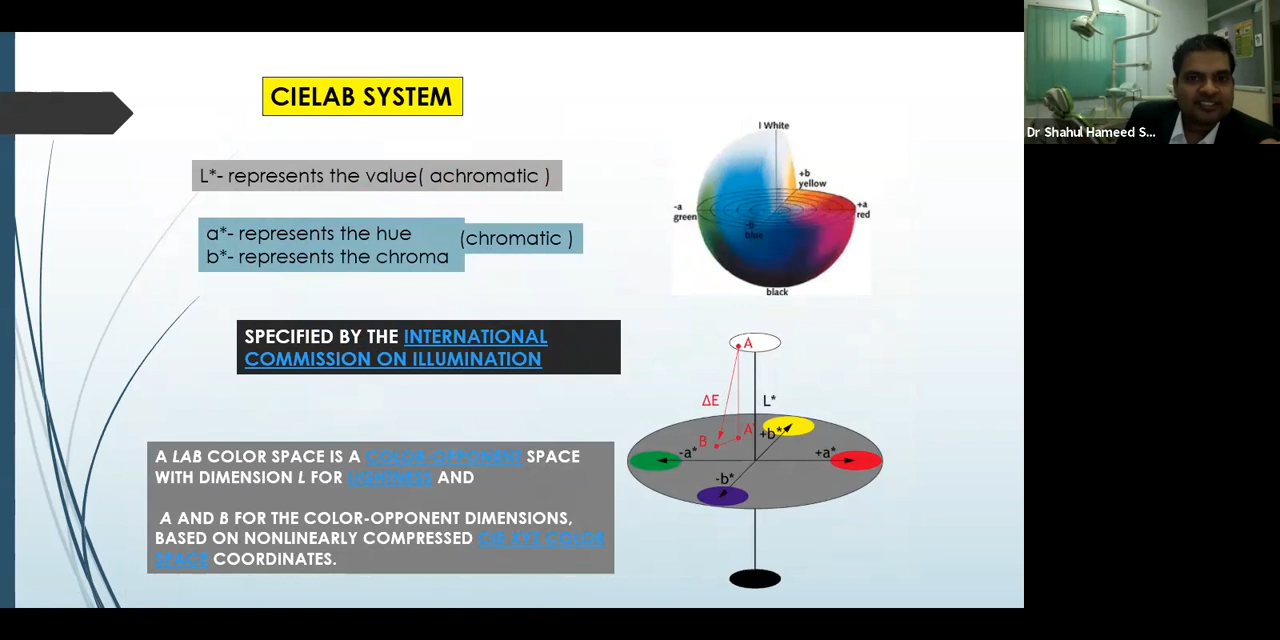 CIELAB SYSTEM
L*- represents the value( achromatic )
a*- represents the hue
b*- represents the chroma
(chromatic )
SPECIFIED BY THE INTERNATIONAL
COMMISSION ON ILLUMINATION
A LAB COLOR SPACE IS A COLOR-OPPONENT SPACE
WITH DIMENSION L FOR LIGHTNESS AND
A AND B FOR THE COLOR-OPPONENT DIMENSIONS,
BASED ON NONLINEARLY COMPRESSED CIE XYZ COLOR
SPACE COORDINATES.
l White
+b
yellow
-a
green
+a
red
-b
blue
black
A
ΔE
L*
B
A'
+b*
-a*
+a*
-b*
Dr Shahul Hameed S...